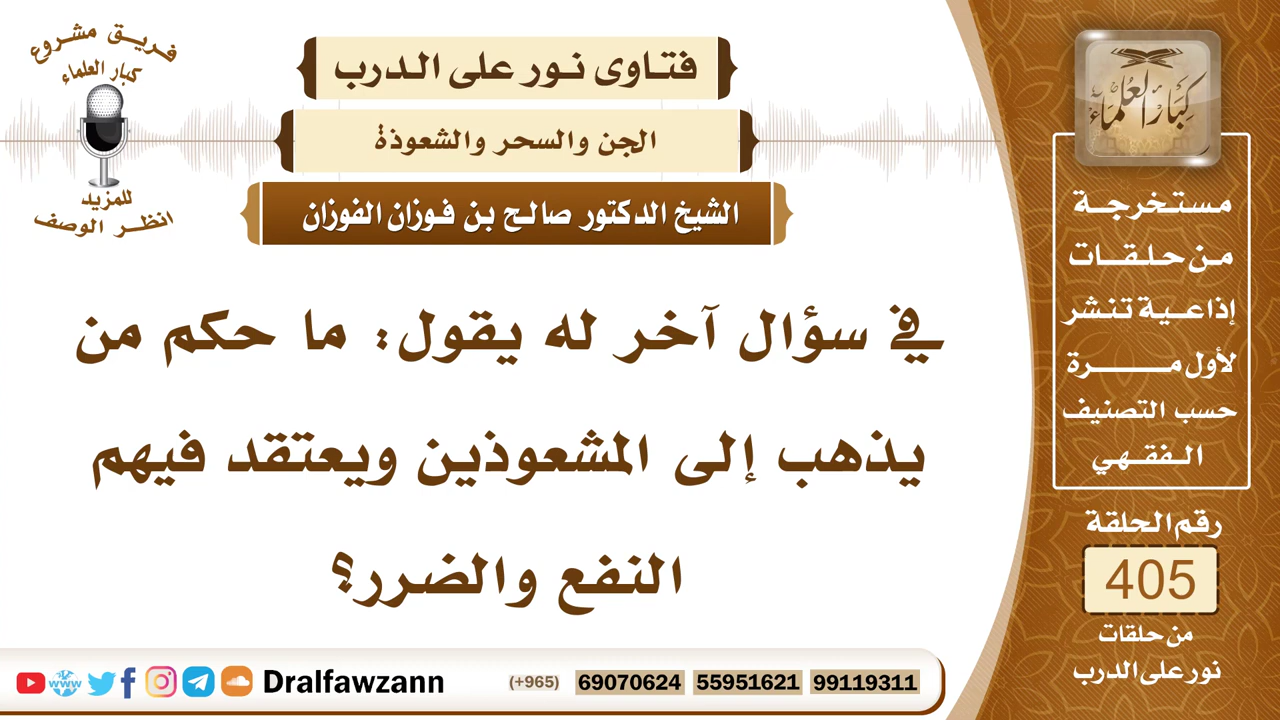 فريق مشروع
كبار العلماء
للمزيد
انظر الوصف
فتاوى نور على الدرب
الجن والسحر والشعوذة
الشيخ الدكتور صالح بن فوزان الفوزان
في سؤال آخر له يقول: ما حكم من
يذهب إلى المشعوذين ويعتقد فيهم
النفع والضرر؟
كبار العلماء
مستخرجة
من حلقات
إذاعية تنشر
لأول مرة
حسب التصنيف
الفقهي
رقم الحلقة
405
من حلقات
نور على الدرب
www
Dralfawzann
(+965) 69070624 55951621 99119311